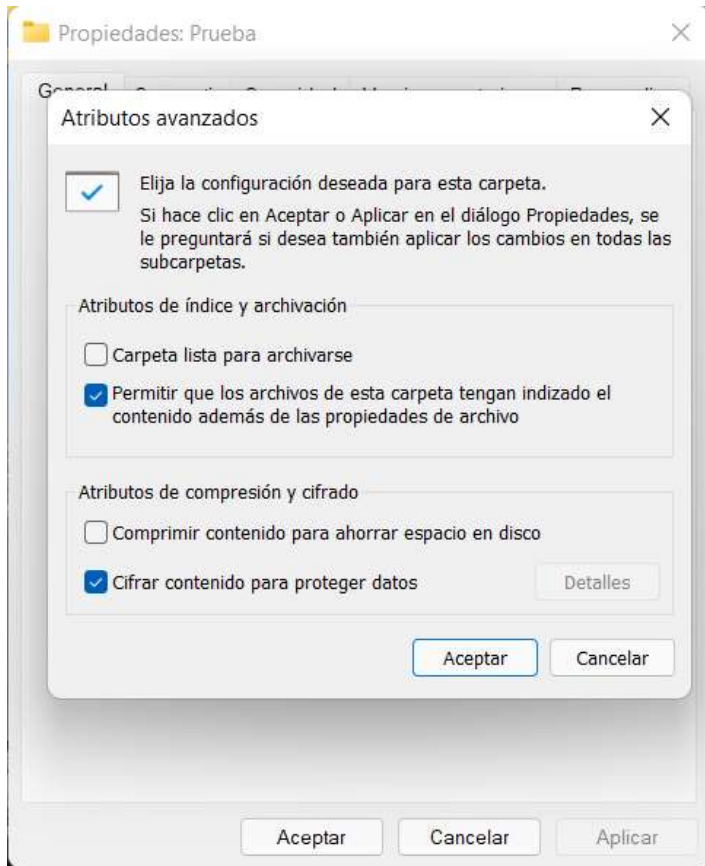 Propiedades: Prueba
General
Atributos avanzados
Elija la configuración deseada para esta carpeta.
Si hace clic en Aceptar o Aplicar en el diálogo Propiedades, se
le preguntará si desea también aplicar los cambios en todas las
subcarpetas.
Atributos de índice y archivación
Carpeta lista para archivarse
Permitir que los archivos de esta carpeta tengan indizado el
contenido además de las propiedades de archivo
Atributos de compresión y cifrado
Comprimir contenido para ahorrar espacio en disco
Cifrar contenido para proteger datos
Detalles
Aceptar
Cancelar
Aceptar
Cancelar
Aplicar